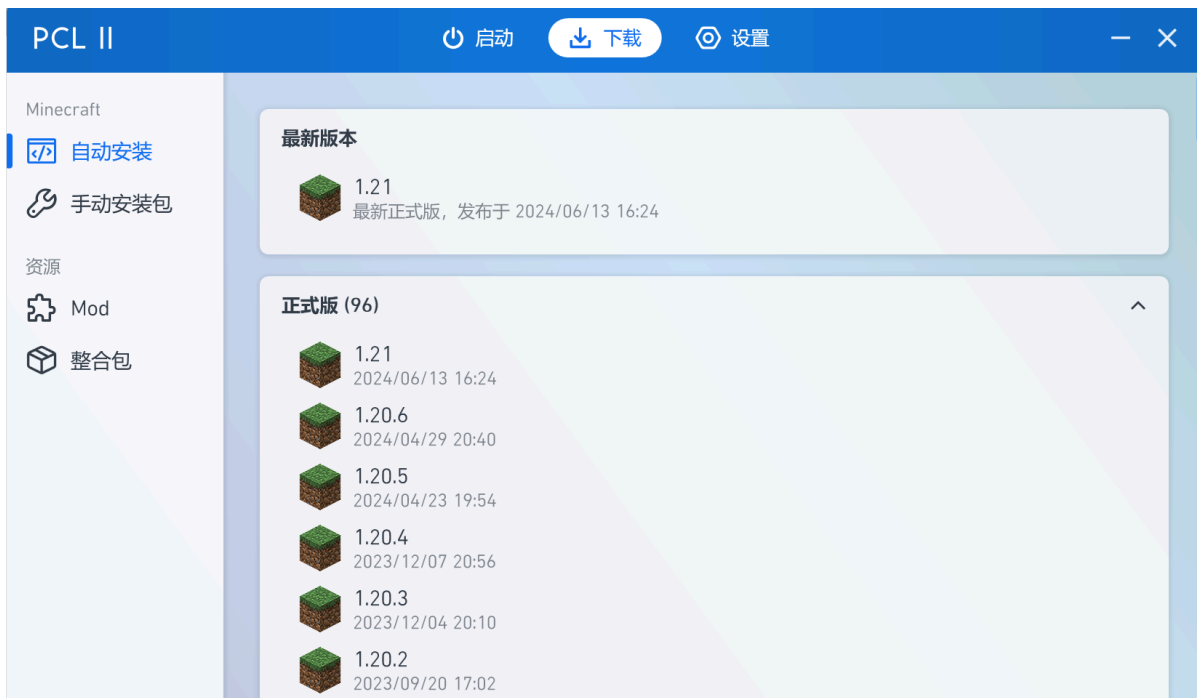 PCL II
启动
下载
设置
Minecraft
自动安装
手动安装包
资源
Mod
整合包
最新版本
1.21
最新正式版，发布于 2024/06/13 16:24
正式版 (96)
1.21
2024/06/13 16:24
1.20.6
2024/04/29 20:40
1.20.5
2024/04/23 19:54
1.20.4
2023/12/07 20:56
1.20.3
2023/12/04 20:10
1.20.2
2023/09/20 17:02